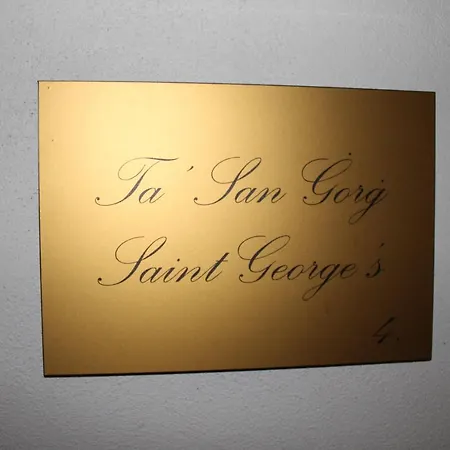 Ta' San Ġorġ
Saint George's
4.